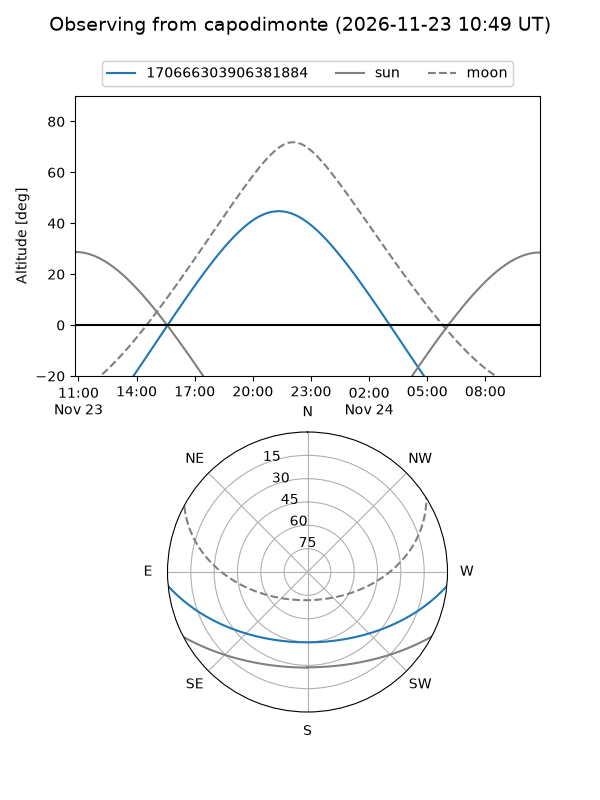 Observing from capodimonte (2026-11-23 10:49 UT)
170666303906381884 sun moon
80
60
40
20
0
−20
Altitude [deg]
11:00 14:00 17:00 20:00 23:00 02:00 05:00 08:00
Nov 23 Nov 24
N
NE NW
15
30
45
60
75
E W
SE SW
S